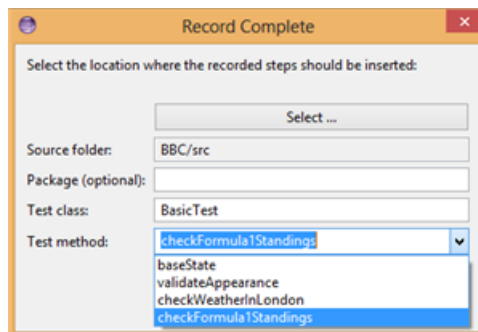 Record Complete
Select the location where the recorded steps should be inserted:
Select ...
Source folder: BBC/src
Package (optional):
Test class: BasicTest
Test method: checkFormula1Standings
baseState
validateAppearance
checkWeatherInLondon
checkFormula1Standings